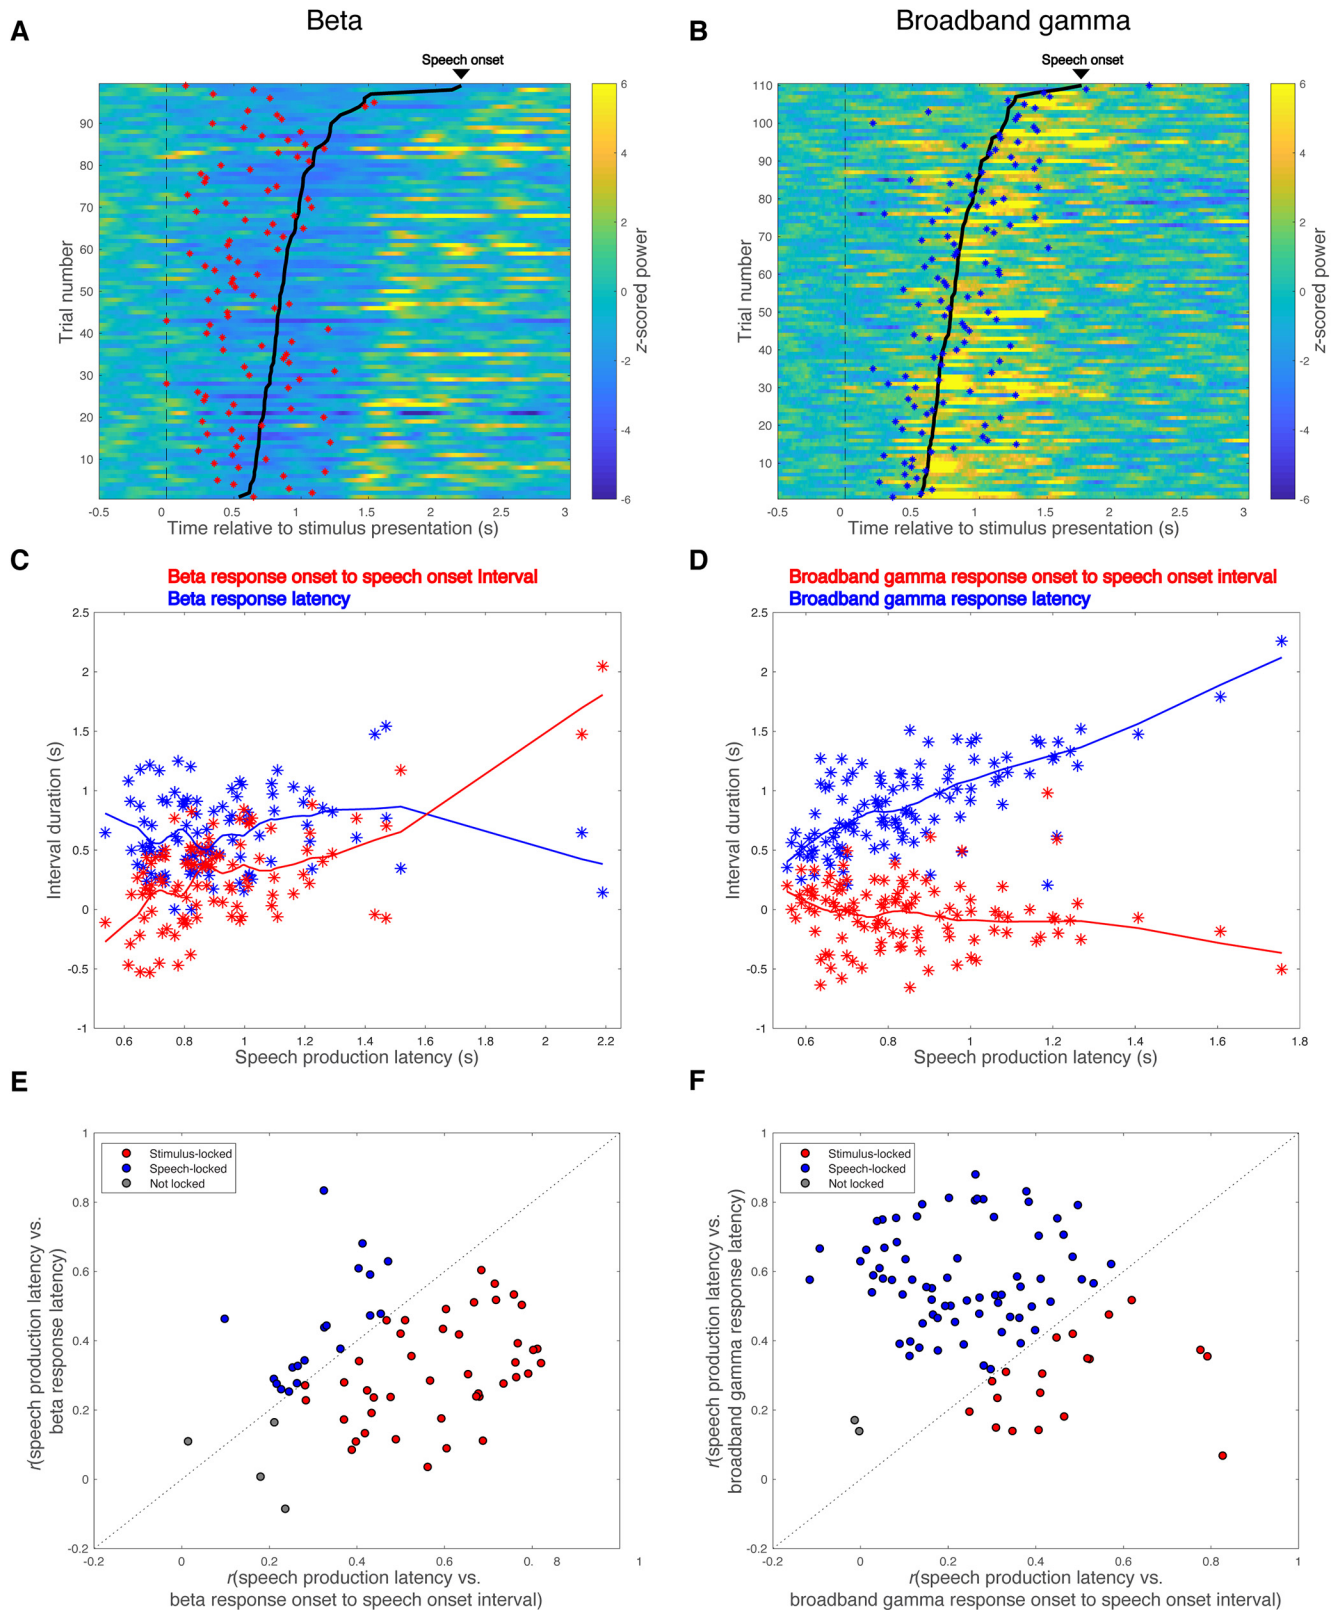 A
Beta
Speech onset
Trial number
90
80
70
60
50
40
30
20
10
-0.5
0
0.5
1
1.5
2
2.5
3
Time relative to stimulus presentation (s)
6
4
2
0
-2
-4
-6
z-scored power
B
Broadband gamma
Speech onset
Trial number
110
100
90
80
70
60
50
40
30
20
10
-0.5
0
0.5
1
1.5
2
2.5
3
Time relative to stimulus presentation (s)
6
4
2
0
-2
-4
-6
z-scored power
C
Beta response onset to speech onset Interval
Beta response latency
Interval duration (s)
2.5
2
1.5
1
0.5
0
-0.5
-1
0.6
0.8
1
1.2
1.4
1.6
1.8
2
2.2
Speech production latency (s)
D
Broadband gamma response onset to speech onset interval
Broadband gamma response latency
Interval duration (s)
2.5
2
1.5
1
0.5
0
-0.5
-1
0.6
0.8
1
1.2
1.4
1.6
1.8
Speech production latency (s)
E
Stimulus-locked
Speech-locked
Not locked
r(speech production latency vs.
beta response latency)
1
0.8
0.6
0.4
0.2
0
-0.2
-0.2
0
0.2
0.4
0.6
0. 8
1
r(speech production latency vs.
beta response onset to speech onset interval)
F
Stimulus-locked
Speech-locked
Not locked
r(speech production latency vs.
broadband gamma response latency)
1
0.8
0.6
0.4
0.2
0
-0.2
-0.2
0
0.2
0.4
0.6
0.8
1
r(speech production latency vs.
broadband gamma response onset to speech onset interval)